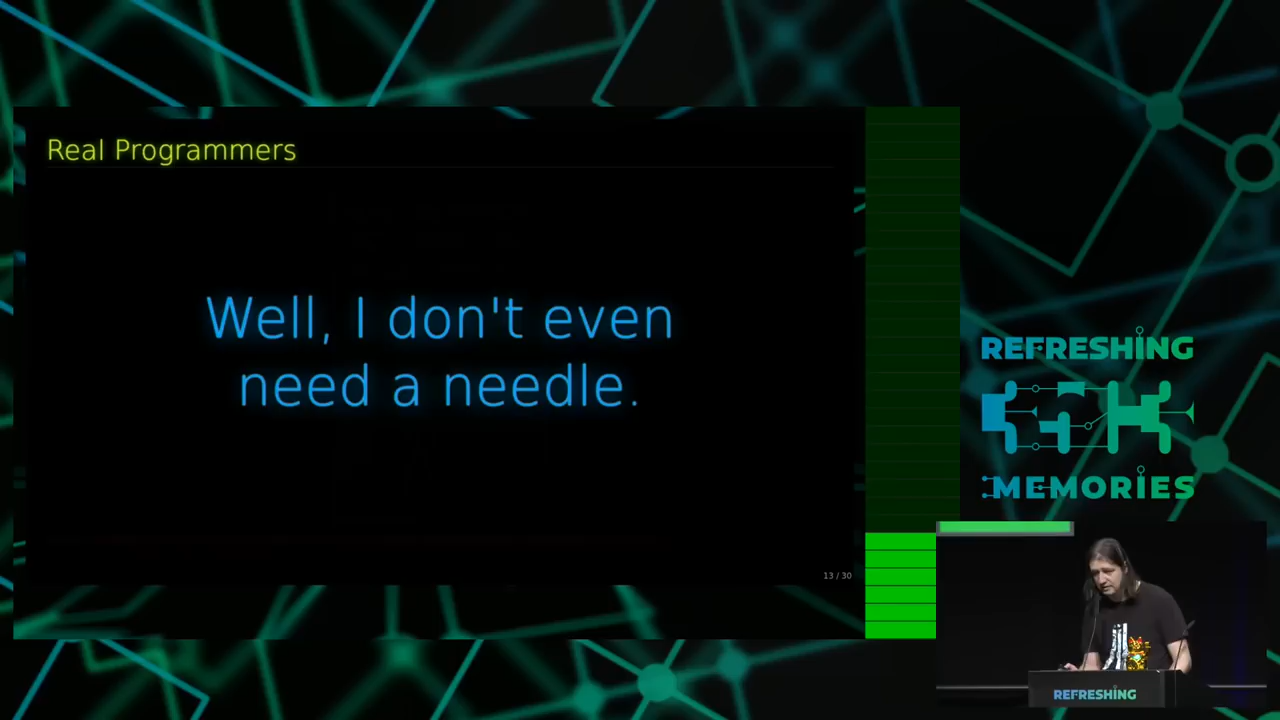 Real Programmers
Well, I don't even
need a needle.
13 / 30
REFRESHING
MEMORIES
REFRESHING